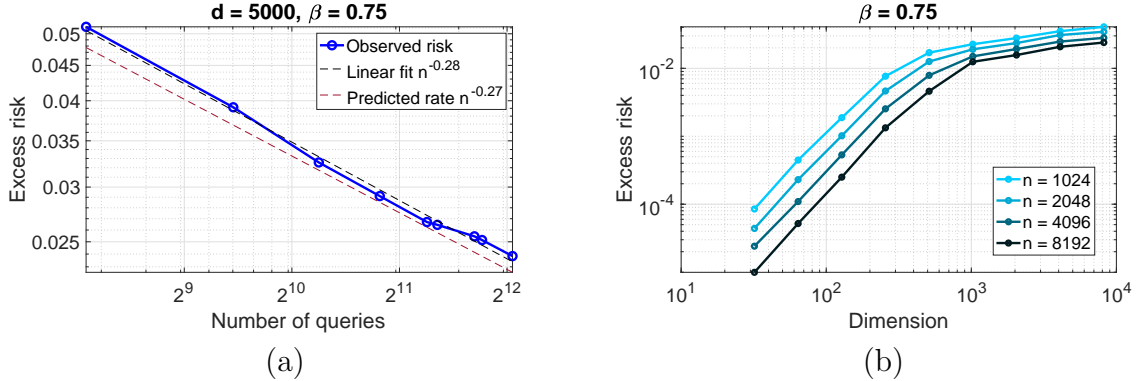 d = 5000, β = 0.75
Excess risk
0.05
0.045
0.04
0.035
0.03
0.025
Observed risk
Linear fit n^-0.28
Predicted rate n^-0.27
2^9
2^10
2^11
2^12
Number of queries
(a)
β = 0.75
Excess risk
10^-2
10^-4
n = 1024
n = 2048
n = 4096
n = 8192
10^1
10^2
10^3
10^4
Dimension
(b)